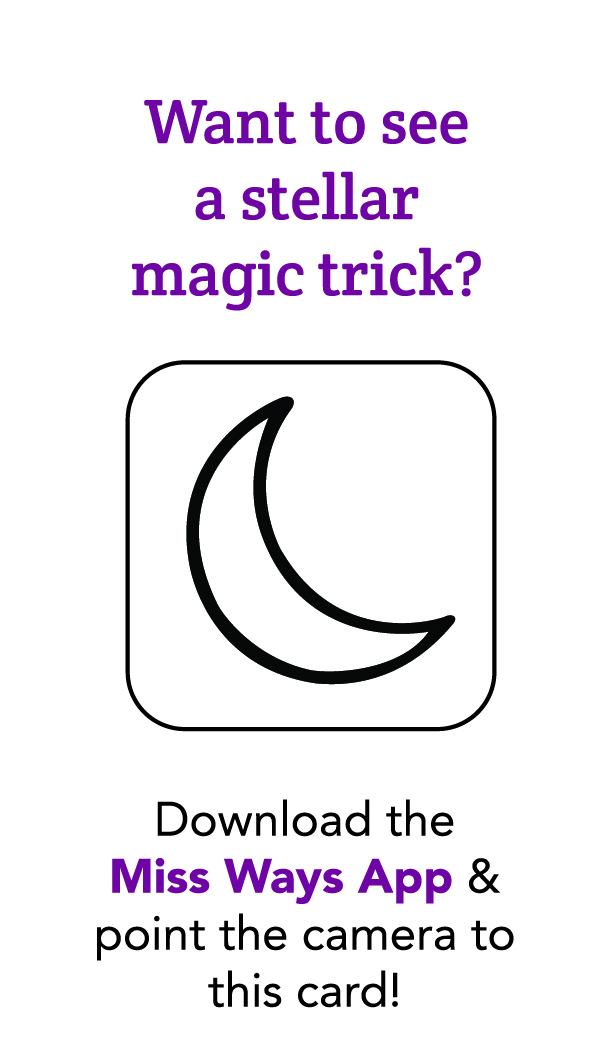 Want to see
a stellar
magic trick?
Download the
Miss Ways App &
point the camera to
this card!